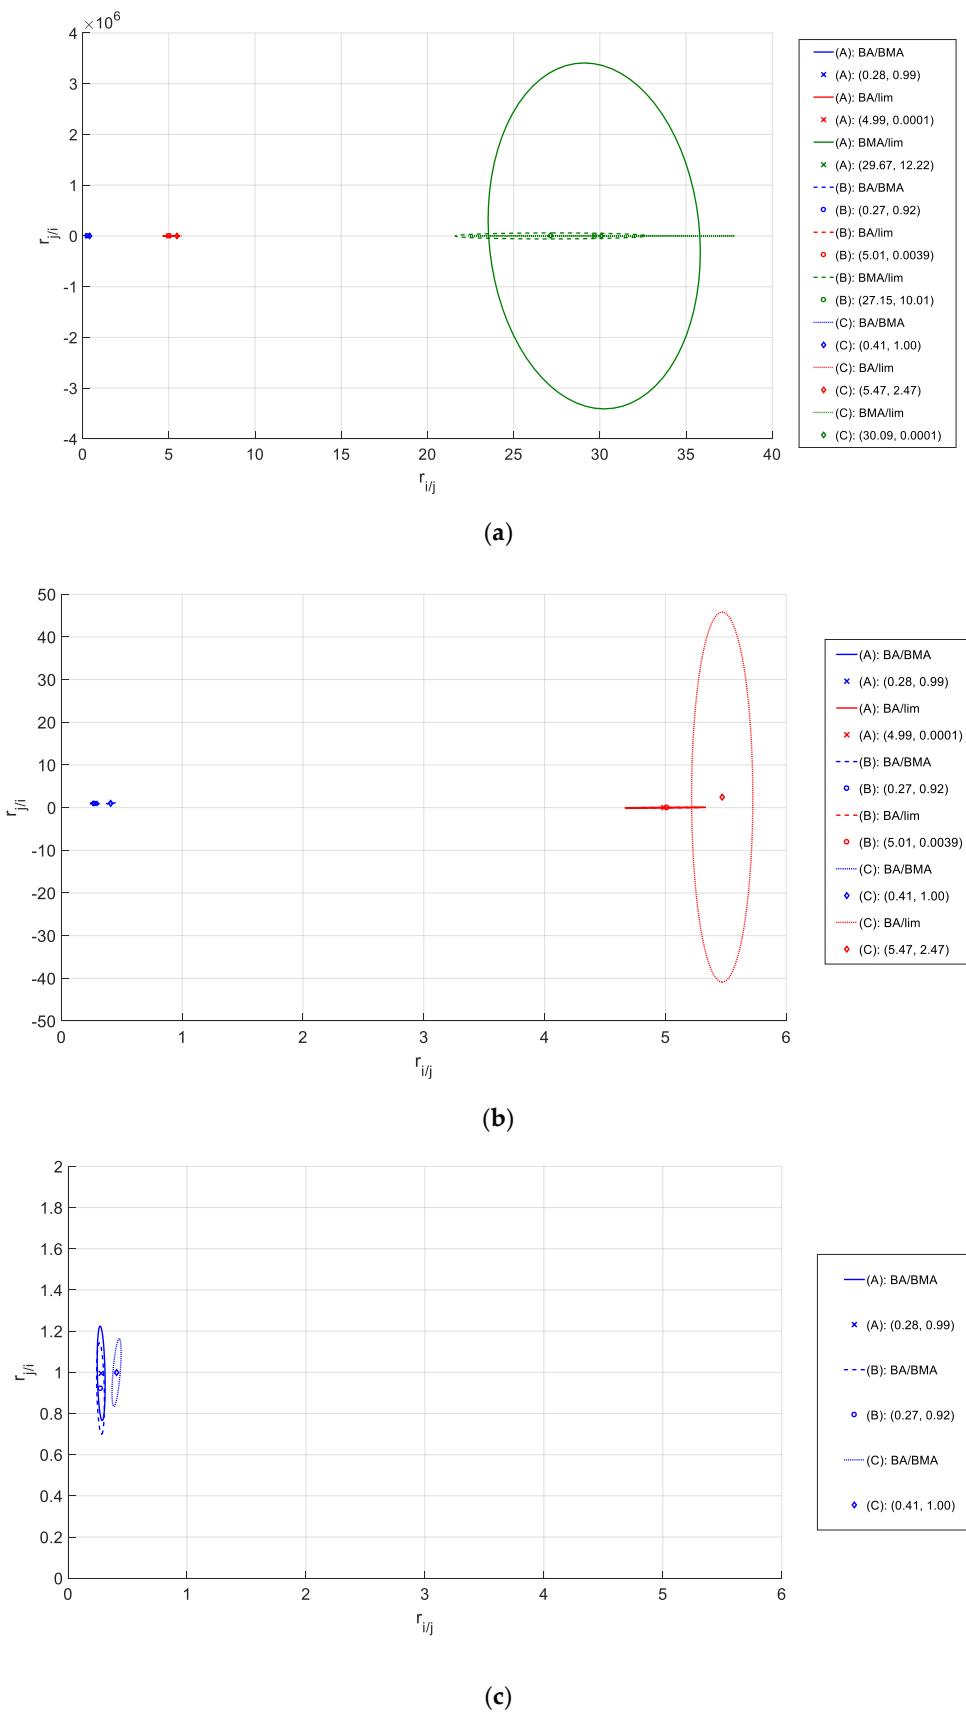 ×10⁶
4
3
2
1
0
-1
-2
-3
-4
r j/i
0 5 10 15 20 25 30 35 40
r i/j
(A): BA/BMA
(A): (0.28, 0.99)
(A): BA/lim
(A): (4.99, 0.0001)
(A): BMA/lim
(A): (29.67, 12.22)
(B): BA/BMA
(B): (0.27, 0.92)
(B): BA/lim
(B): (5.01, 0.0039)
(B): BMA/lim
(B): (27.15, 10.01)
(C): BA/BMA
(C): (0.41, 1.00)
(C): BA/lim
(C): (5.47, 2.47)
(C): BMA/lim
(C): (30.09, 0.0001)
(a)
50
40
30
20
10
0
-10
-20
-30
-40
-50
r j/i
0 1 2 3 4 5 6
r i/j
(A): BA/BMA
(A): (0.28, 0.99)
(A): BA/lim
(A): (4.99, 0.0001)
(B): BA/BMA
(B): (0.27, 0.92)
(B): BA/lim
(B): (5.01, 0.0039)
(C): BA/BMA
(C): (0.41, 1.00)
(C): BA/lim
(C): (5.47, 2.47)
(b)
2
1.8
1.6
1.4
1.2
1
0.8
0.6
0.4
0.2
0
r j/i
0 1 2 3 4 5 6
r i/j
(A): BA/BMA
(A): (0.28, 0.99)
(B): BA/BMA
(B): (0.27, 0.92)
(C): BA/BMA
(C): (0.41, 1.00)
(c)